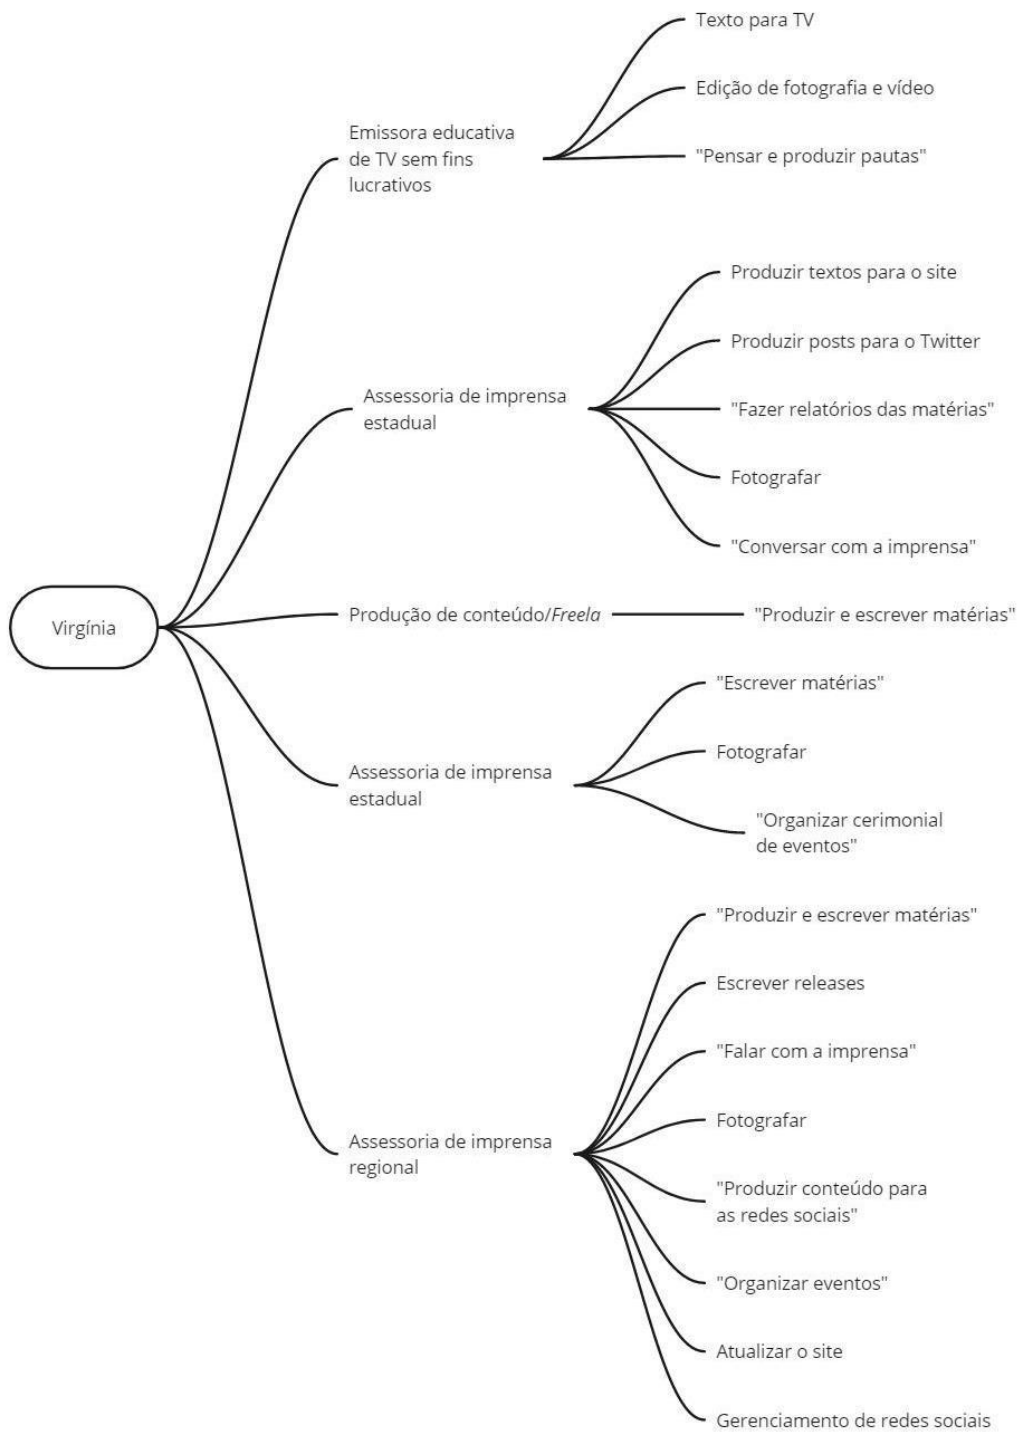 Virgínia
Emissora educativa
de TV sem fins
lucrativos
Texto para TV
Edição de fotografia e vídeo
"Pensar e produzir pautas"
Assessoria de imprensa
estadual
Produzir textos para o site
Produzir posts para o Twitter
"Fazer relatórios das matérias"
Fotografar
"Conversar com a imprensa"
Produção de conteúdo/Freela
"Produzir e escrever matérias"
Assessoria de imprensa
estadual
"Escrever matérias"
Fotografar
"Organizar cerimonial
de eventos"
Assessoria de imprensa
regional
"Produzir e escrever matérias"
Escrever releases
"Falar com a imprensa"
Fotografar
"Produzir conteúdo para
as redes sociais"
"Organizar eventos"
Atualizar o site
Gerenciamento de redes sociais